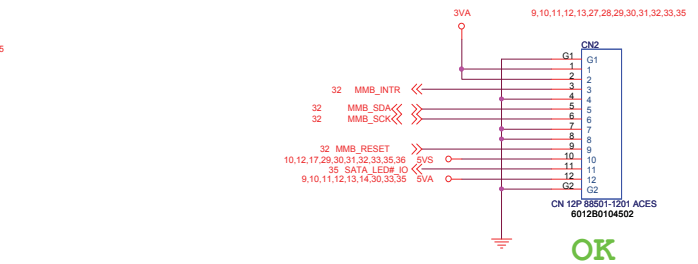 3VA 9,10,11,12,13,27,28,29,30,31,32,33,35
5
CN2
G1 G1
1 1
2 2
32 MMB_INTR 3 3
4 4
32 MMB_SDA 5 5
32 MMB_SCK 6 6
7 7
8 8
32 MMB_RESET 9 9
10,12,17,29,30,31,32,33,35,36 5VS 10 10
35 SATA_LED#_IO 11 11
9,10,11,12,13,14,30,33,35 5VA 12 12
G2 G2
CN 12P 88501-1201 ACES
6012B0104502
OK